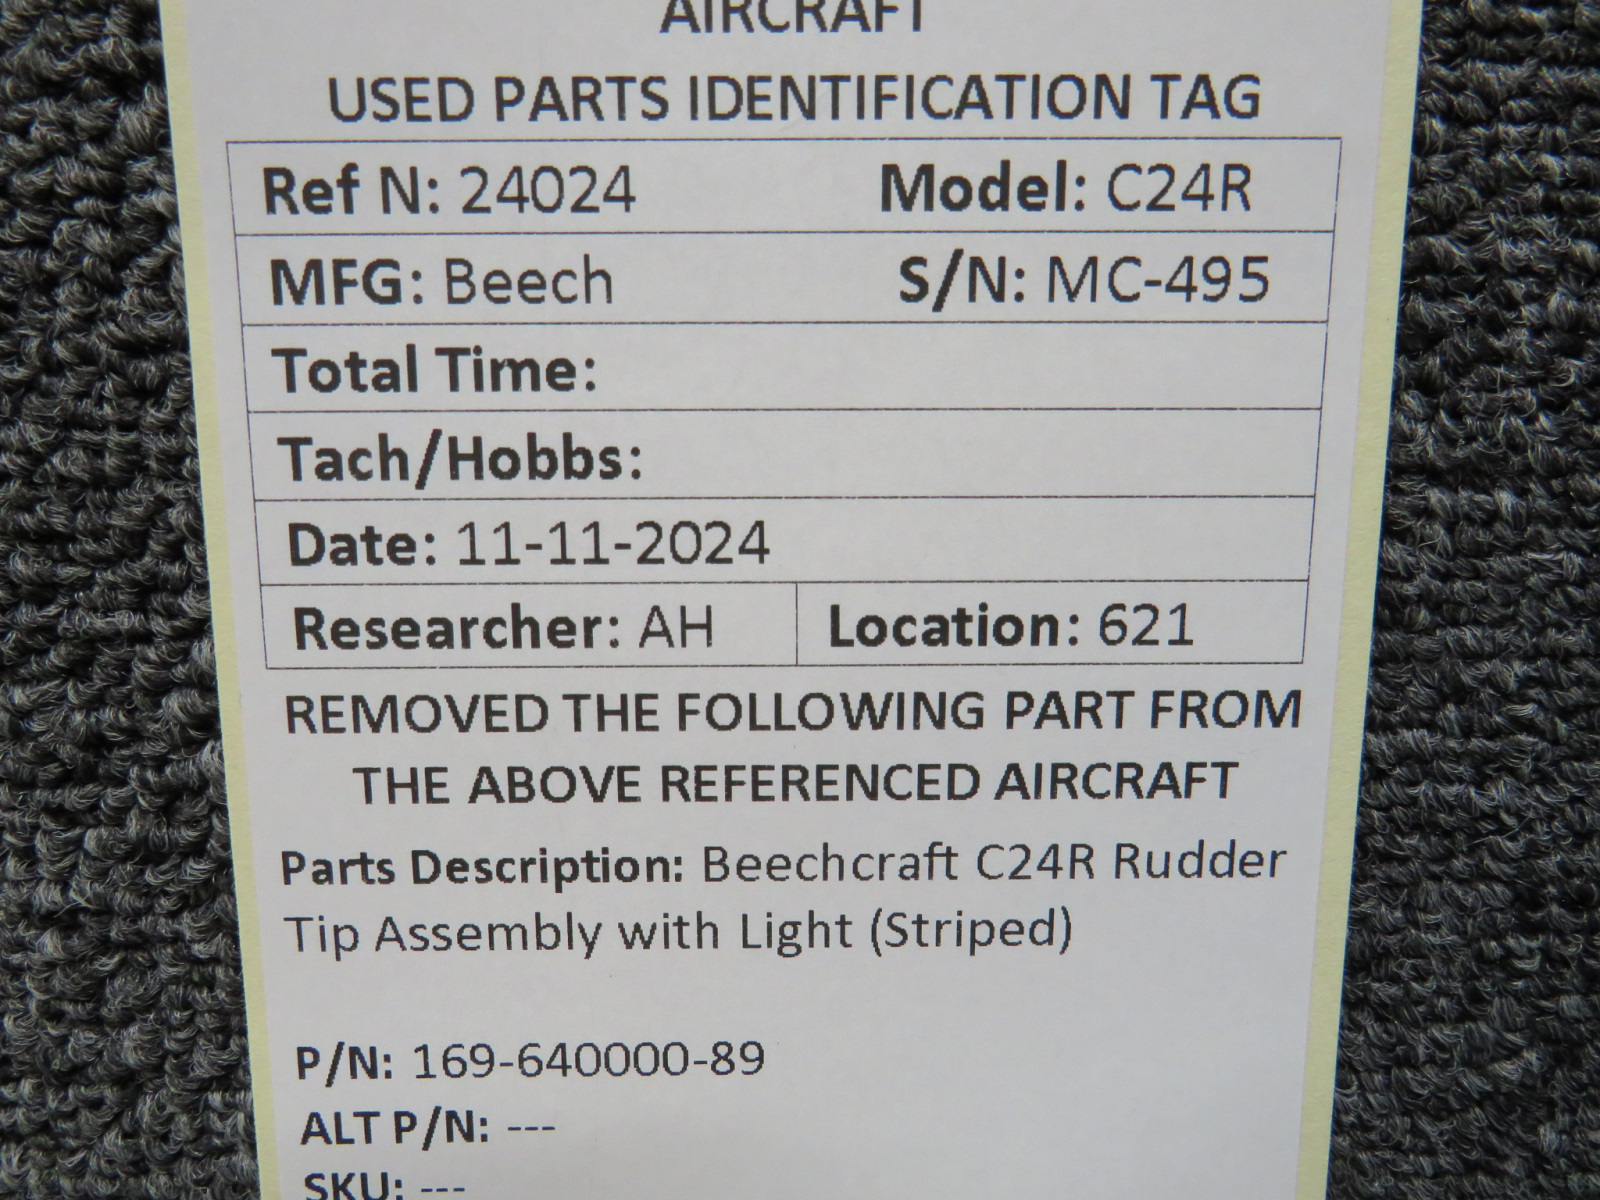 AIRCRAFT
USED PARTS IDENTIFICATION TAG
Ref N: 24024 Model: C24R
MFG: Beech S/N: MC-495
Total Time:
Tach/Hobbs:
Date: 11-11-2024
Researcher: AH Location: 621
REMOVED THE FOLLOWING PART FROM
THE ABOVE REFERENCED AIRCRAFT
Parts Description: Beechcraft C24R Rudder
Tip Assembly with Light (Striped)
P/N: 169-640000-89
ALT P/N: ---
SKU: ---